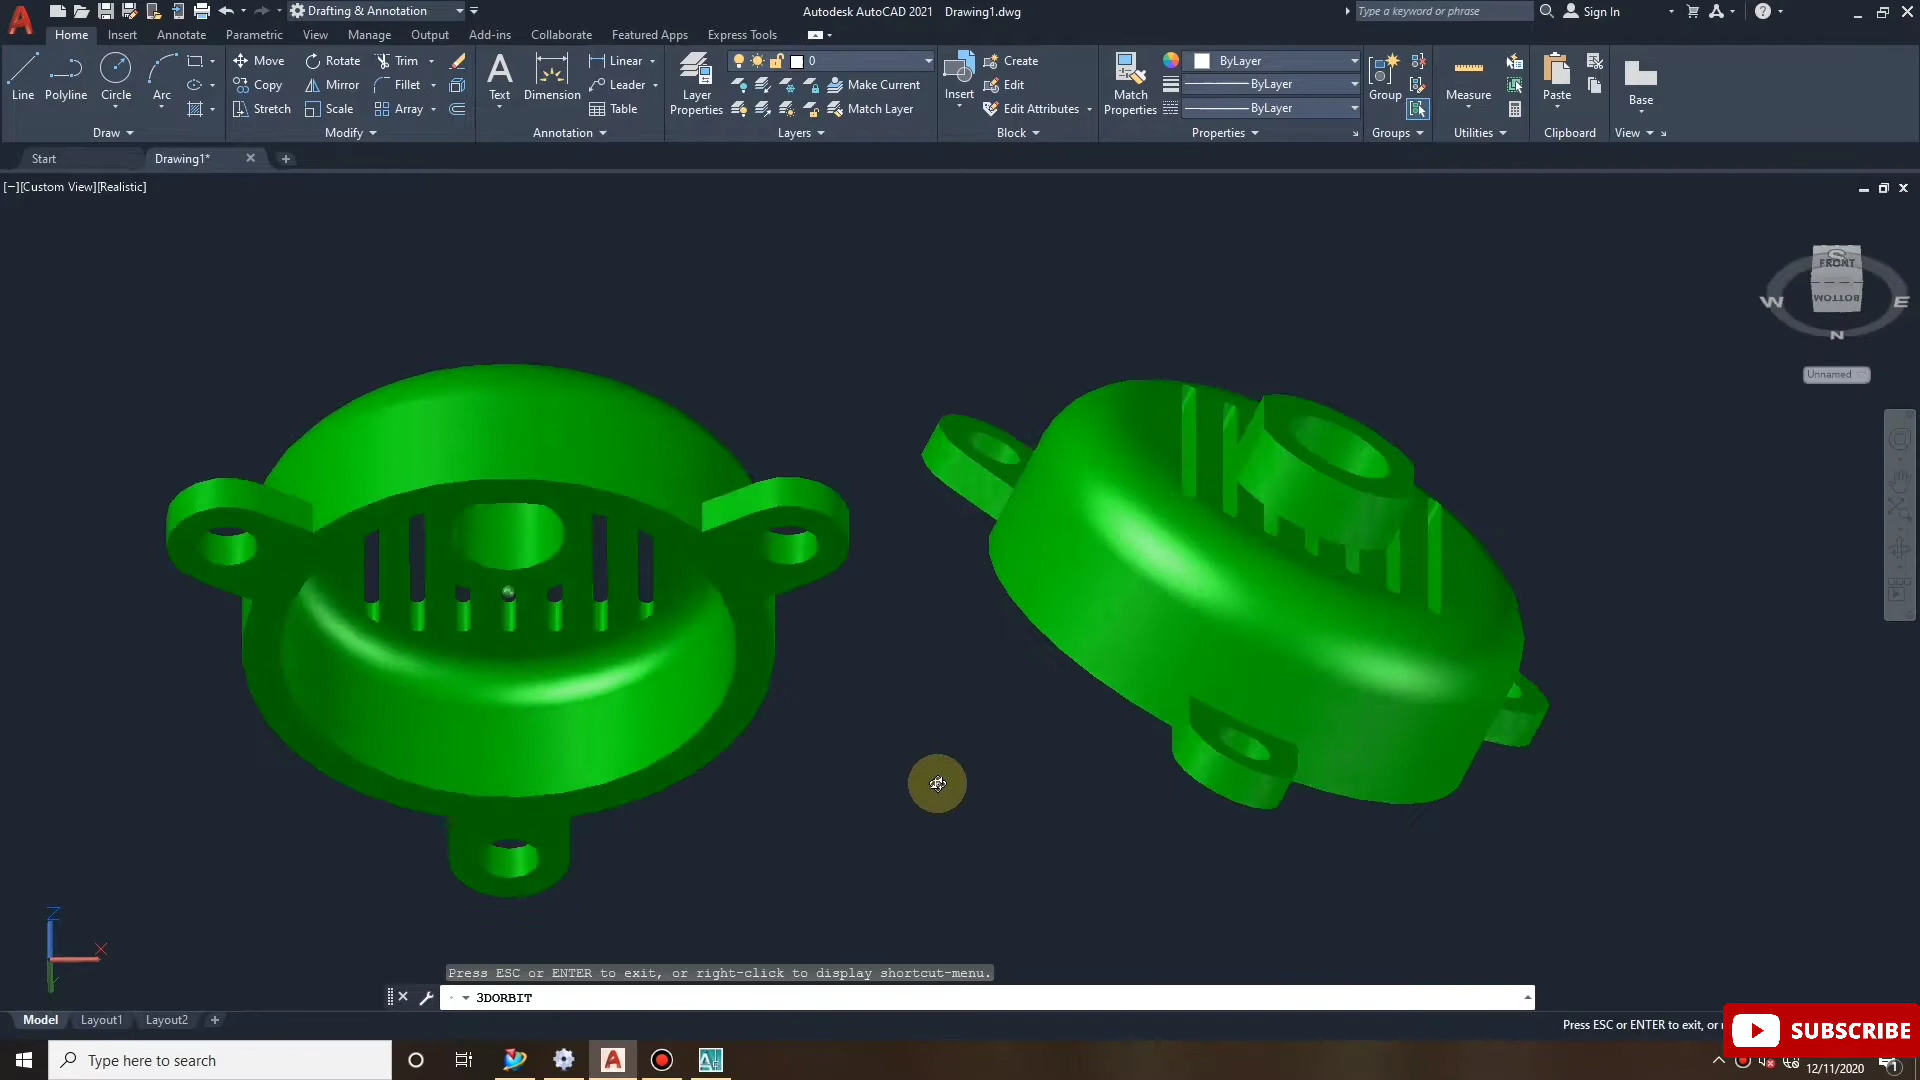 Drafting & Annotation
Autodesk AutoCAD 2021 Drawing1.dwg
Type a keyword or phrase
Sign In
Home Insert Annotate Parametric View Manage Output Add-ins Collaborate Featured Apps Express Tools
Line Polyline Circle Arc
Move Rotate Trim
Copy Mirror Fillet
Stretch Scale Array
Text Dimension
Linear
Leader
Table
Layer Properties
0
Make Current
Match Layer
Insert
Create
Edit
Edit Attributes
Match Properties
ByLayer
ByLayer
ByLayer
Group
Measure
Paste
Base
Draw Modify Annotation Layers Block Properties Groups Utilities Clipboard View
Start Drawing1*
[−][Custom View][Realistic]
S
FRONT
BOTTOM
W E
N
Unnamed
Z
X
Y
Press ESC or ENTER to exit, or right-click to display shortcut-menu.
3DORBIT
Model Layout1 Layout2
Press ESC or ENTER to exit, or
SUBSCRIBE
Type here to search
12/11/2020
1